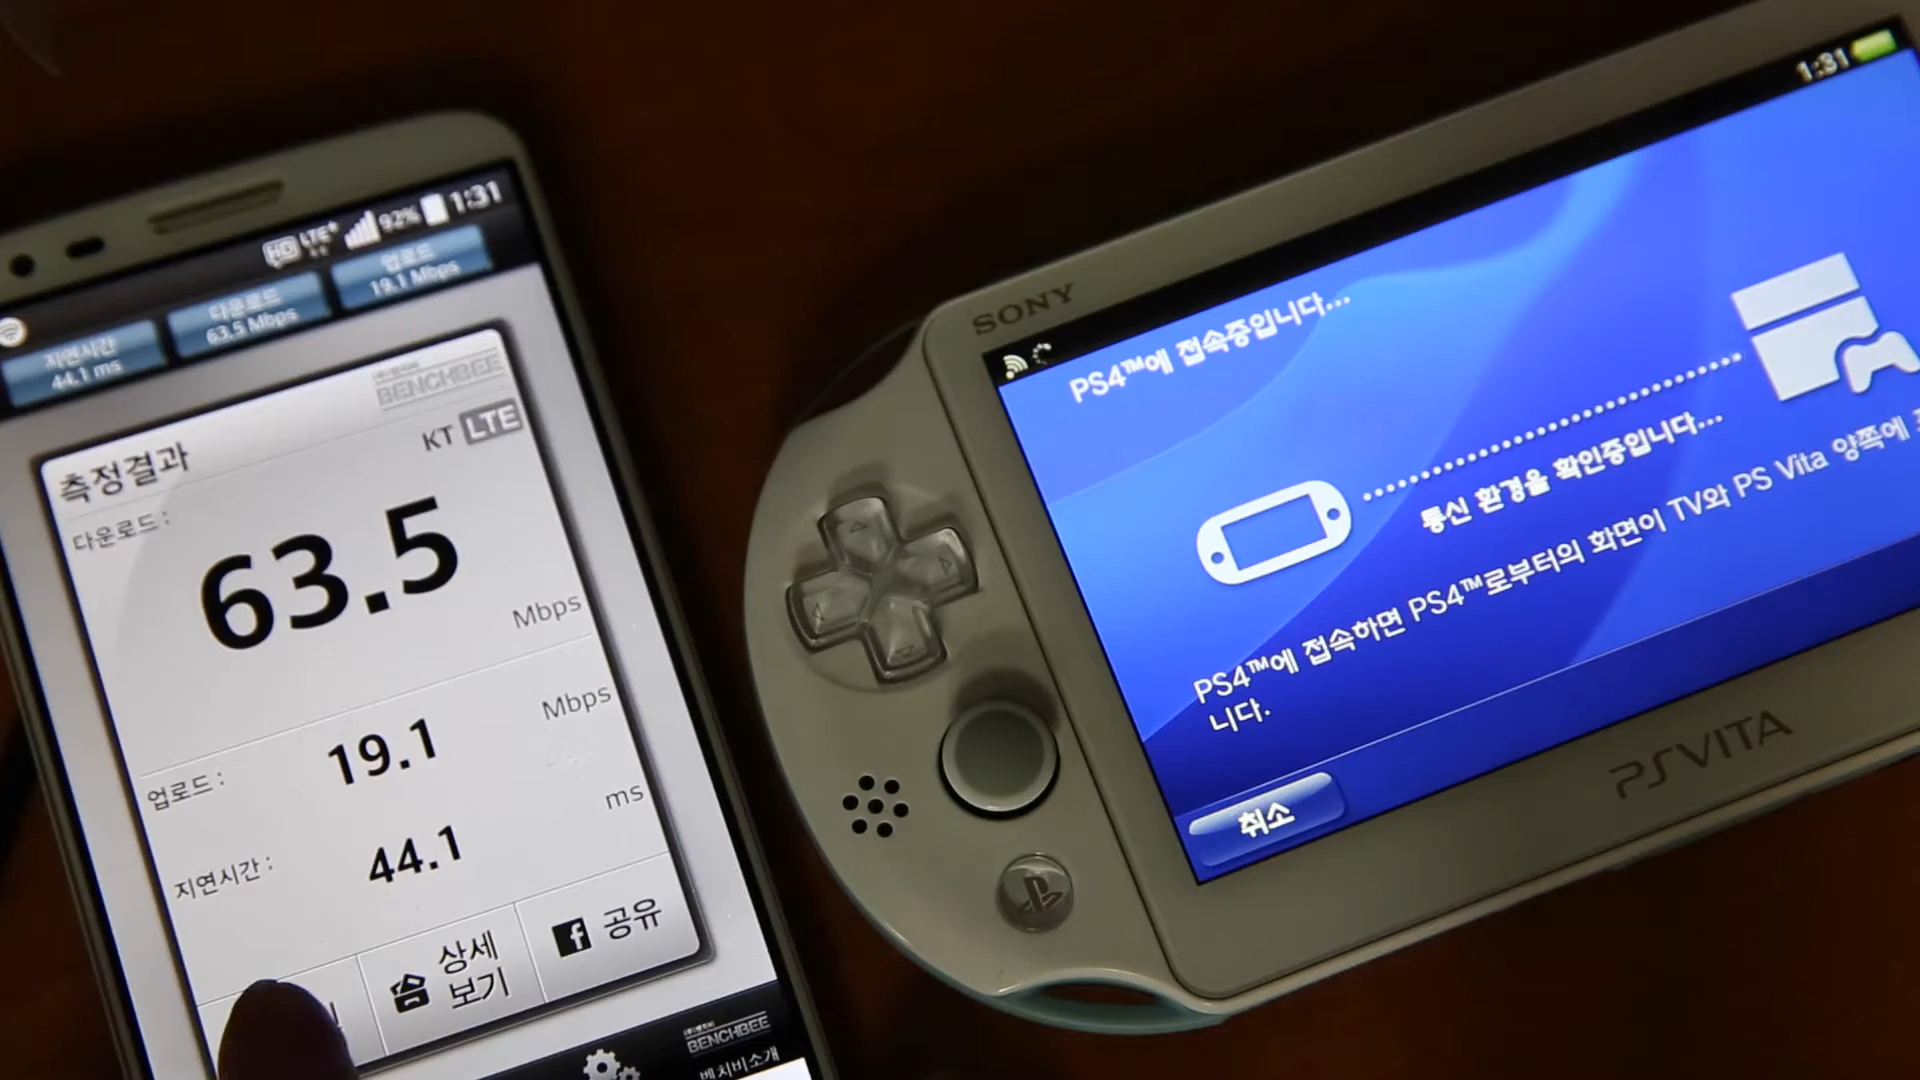 HD LTE+ 92% 1:31
지연시간
44.1 ms
다운로드
63.5 Mbps
업로드
19.1 Mbps
BENCHBEE
측정결과
KT LTE
다운로드 :
63.5
Mbps
업로드 :
19.1
Mbps
지연시간 :
44.1
ms
상세
보기
f 공유
BENCHBEE
벤치비소개
SONY
1:31
PS4™에 접속중입니다...
통신 환경을 확인중입니다...
PS4™에 접속하면 PS4™로부터의 화면이 TV와 PS Vita 양쪽에
니다.
취소
PSVITA